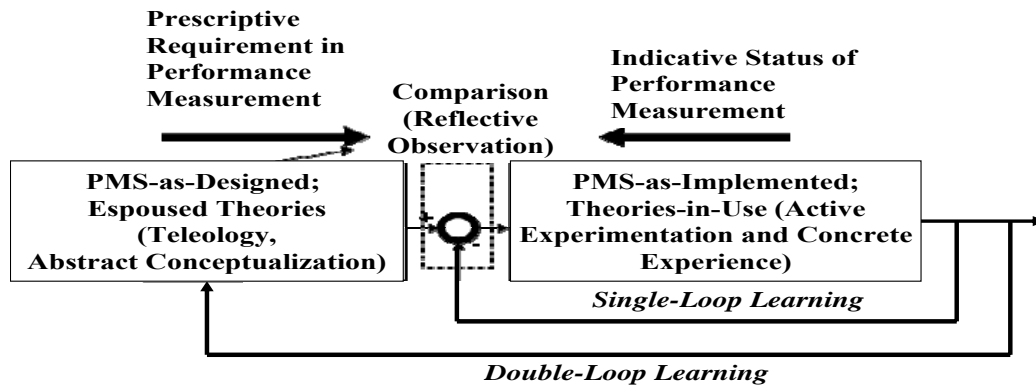 Prescriptive
Requirement in
Performance
Measurement
Comparison
(Reflective
Observation)
Indicative Status of
Performance
Measurement
PMS-as-Designed;
Espoused Theories
(Teleology,
Abstract Conceptualization)
+
-
PMS-as-Implemented;
Theories-in-Use (Active
Experimentation and Concrete
Experience)
Single-Loop Learning
Double-Loop Learning